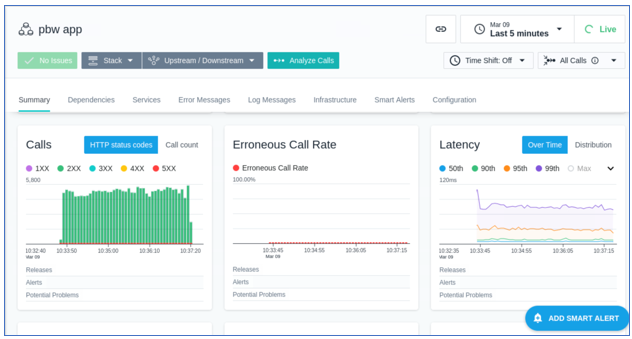 pbw app
Mar 09
Last 5 minutes
Live
No Issues
Stack
Upstream / Downstream
Analyze Calls
Time Shift: Off
All Calls
Summary
Dependencies
Services
Error Messages
Log Messages
Infrastructure
Smart Alerts
Configuration
Calls
HTTP status codes
Call count
1XX
2XX
3XX
4XX
5XX
5,800
10:32:40
10:33:50
10:35:00
10:36:10
10:37:20
Mar 09
Releases
Alerts
Potential Problems
Erroneous Call Rate
Erroneous Call Rate
100.00%
10:33:45
10:34:55
10:36:05
10:37:15
Mar 09
Releases
Alerts
Potential Problems
Latency
Over Time
Distribution
50th
90th
95th
99th
Max
120ms
10:32:35
10:33:45
10:34:55
10:36:05
10:37:15
Mar 09
Releases
Alerts
Potential Problems
ADD SMART ALERT